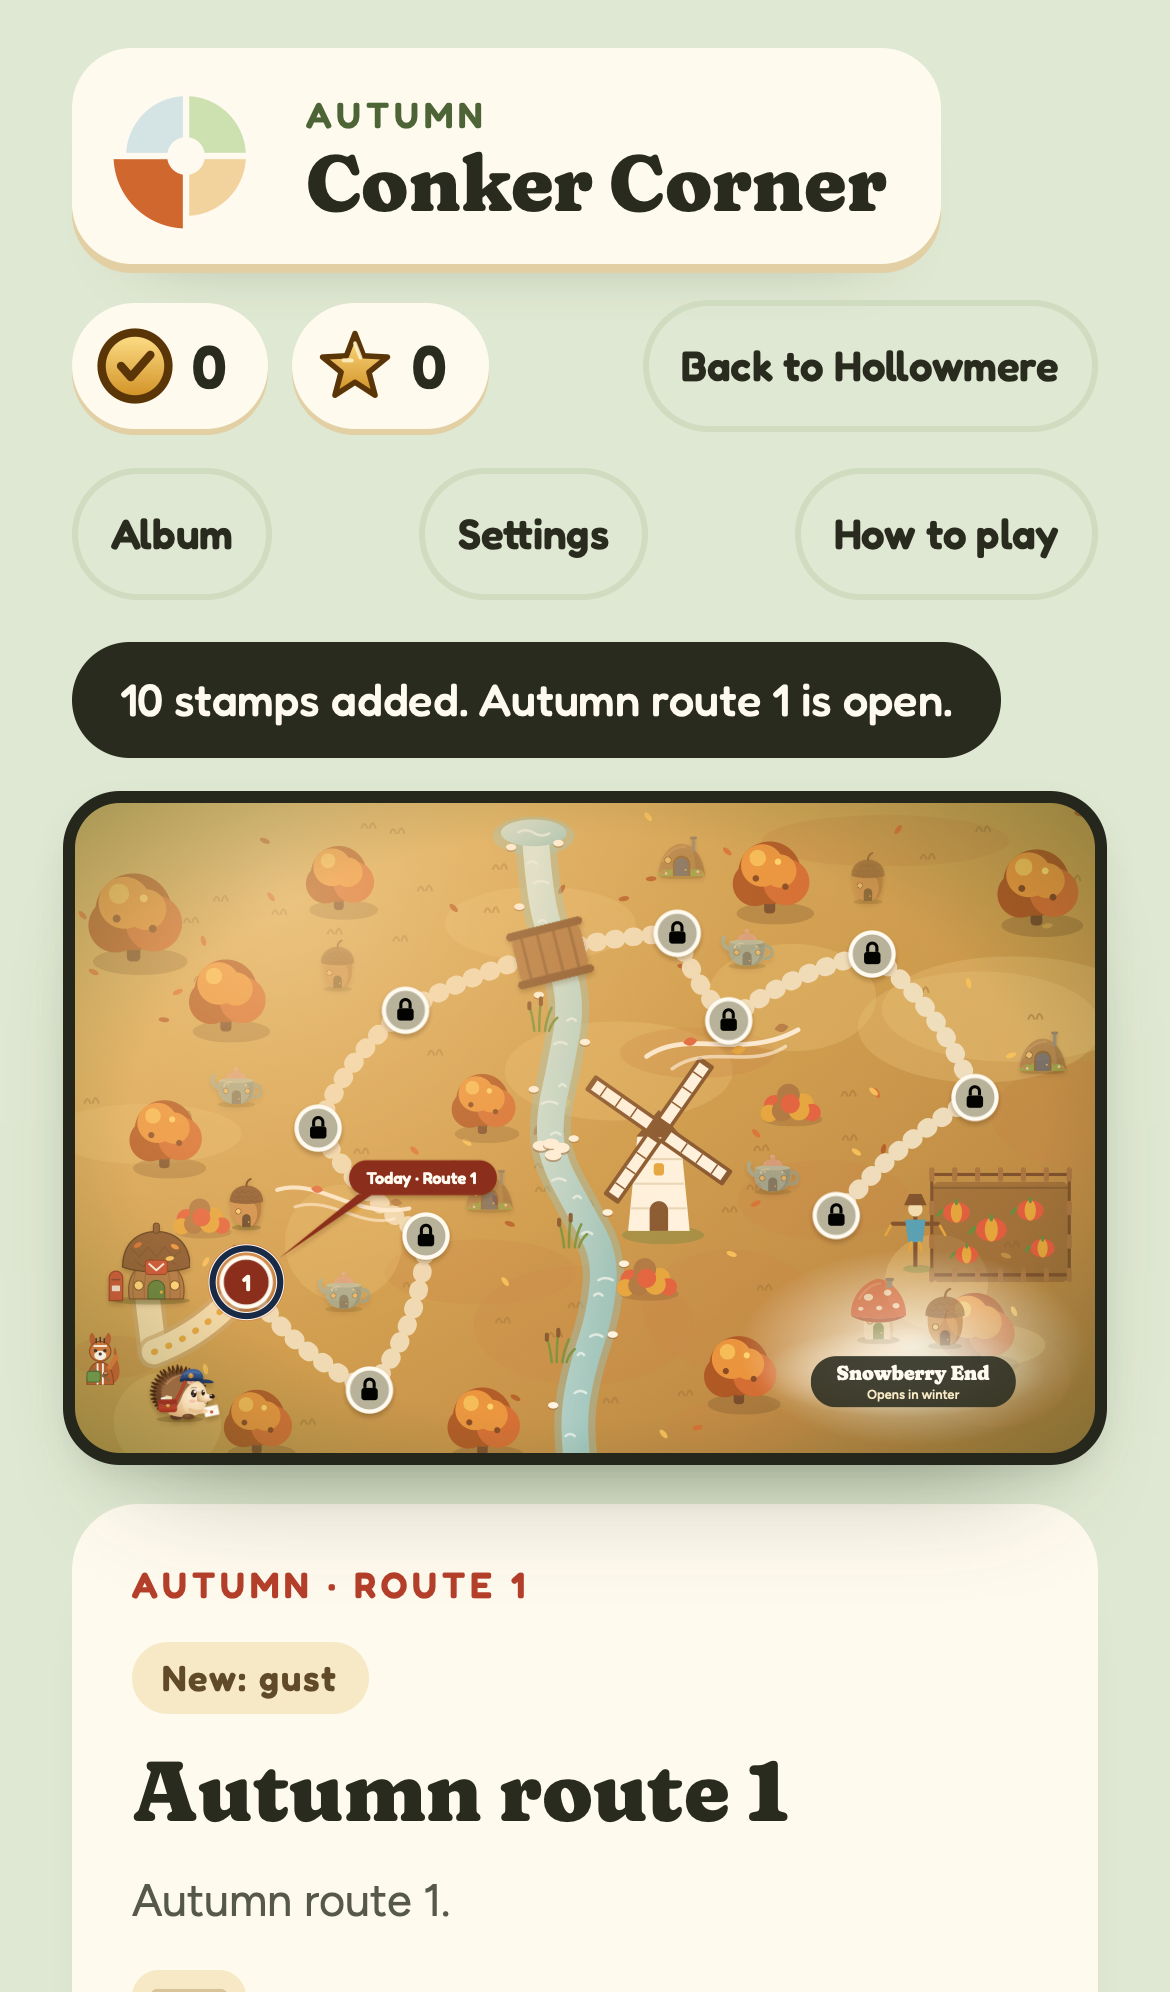 AUTUMN
Conker Corner
0
0
Back to Hollowmere
Album
Settings
How to play
10 stamps added. Autumn route 1 is open.
Today · Route 1
1
Snowberry End
Opens in winter
AUTUMN · ROUTE 1
New: gust
Autumn route 1
Autumn route 1.